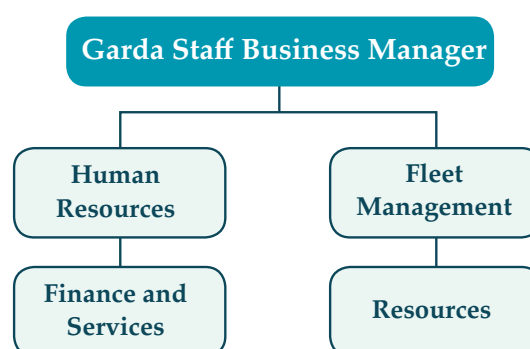 Garda Staff Business Manager
Human
Resources
Fleet
Management
Finance and
Services
Resources